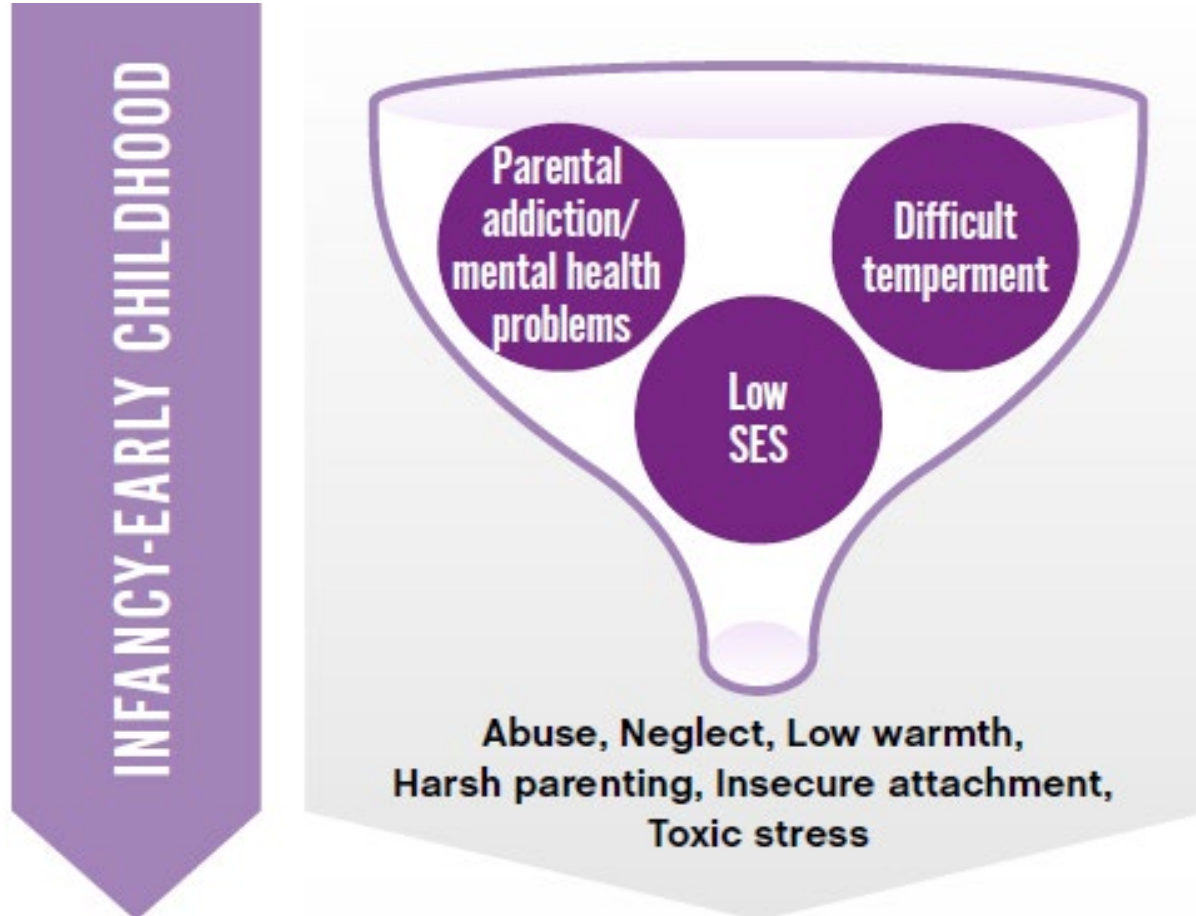 INFANCY-EARLY CHILDHOOD
Parental
addiction/
mental health
problems
Difficult
temperment
Low
SES
Abuse, Neglect, Low warmth,
Harsh parenting, Insecure attachment,
Toxic stress